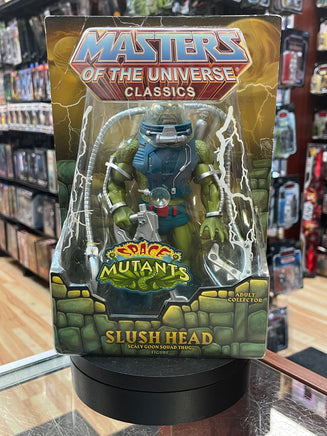 MASTERS
OF THE UNIVERSE
CLASSICS
SPACE
MUTANTS
ADULT
COLLECTOR
SLUSH HEAD
SCALY GOON SQUAD THUG
FIGURE